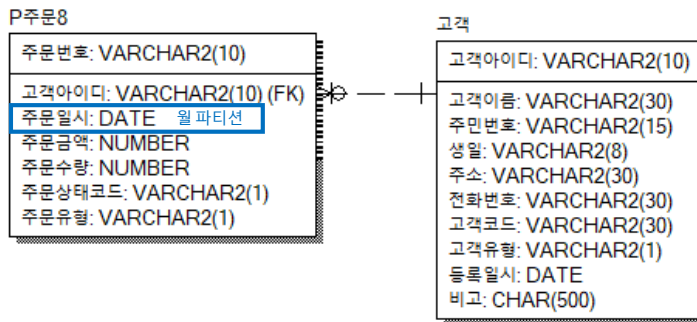 P주문8
주문번호: VARCHAR2(10)
고객아이디: VARCHAR2(10) (FK)
주문일시: DATE 월 파티션
주문금액: NUMBER
주문수량: NUMBER
주문상태코드: VARCHAR2(1)
주문유형: VARCHAR2(1)
고객
고객아이디: VARCHAR2(10)
고객이름: VARCHAR2(30)
주민번호: VARCHAR2(15)
생일: VARCHAR2(8)
주소: VARCHAR2(30)
전화번호: VARCHAR2(30)
고객코드: VARCHAR2(30)
고객유형: VARCHAR2(1)
등록일시: DATE
비고: CHAR(500)